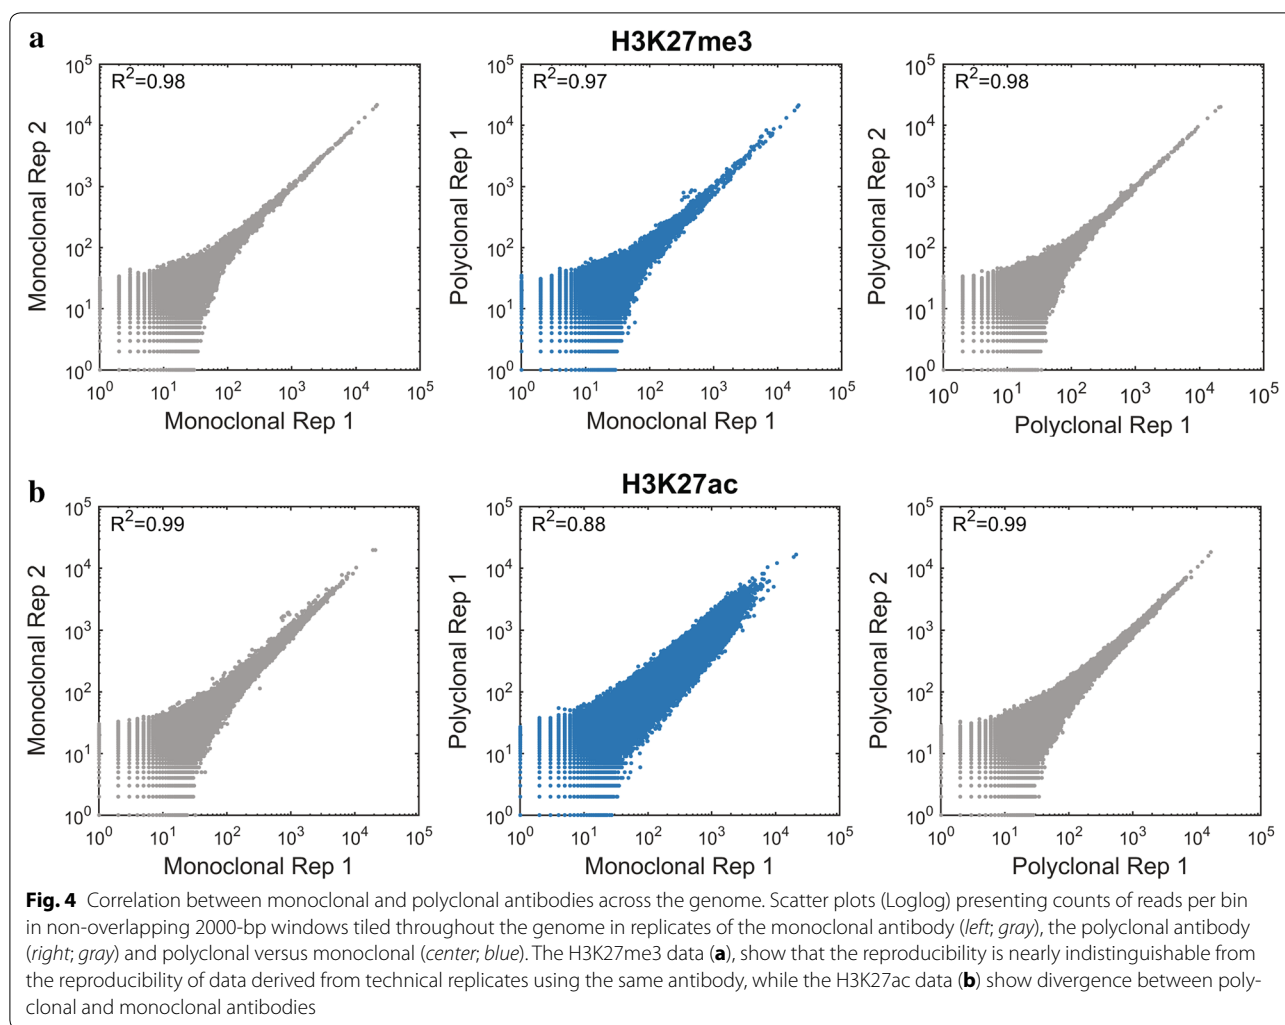 a
H3K27me3
10^5
10^4
10^3
10^2
10^1
10^0
R^2=0.98
Monoclonal Rep 2
10^0 10^1 10^2 10^3 10^4 10^5
Monoclonal Rep 1
10^5
10^4
10^3
10^2
10^1
10^0
R^2=0.97
Polyclonal Rep 1
10^0 10^1 10^2 10^3 10^4 10^5
Monoclonal Rep 1
10^5
10^4
10^3
10^2
10^1
10^0
R^2=0.98
Polyclonal Rep 2
10^0 10^1 10^2 10^3 10^4 10^5
Polyclonal Rep 1
b
H3K27ac
10^5
10^4
10^3
10^2
10^1
10^0
R^2=0.99
Monoclonal Rep 2
10^0 10^1 10^2 10^3 10^4 10^5
Monoclonal Rep 1
10^5
10^4
10^3
10^2
10^1
10^0
R^2=0.88
Polyclonal Rep 1
10^0 10^1 10^2 10^3 10^4 10^5
Monoclonal Rep 1
10^5
10^4
10^3
10^2
10^1
10^0
R^2=0.99
Polyclonal Rep 2
10^0 10^1 10^2 10^3 10^4 10^5
Polyclonal Rep 1
Fig. 4 Correlation between monoclonal and polyclonal antibodies across the genome. Scatter plots (Loglog) presenting counts of reads per bin
in non-overlapping 2000-bp windows tiled throughout the genome in replicates of the monoclonal antibody (left; gray), the polyclonal antibody
(right; gray) and polyclonal versus monoclonal (center; blue). The H3K27me3 data (a), show that the reproducibility is nearly indistinguishable from
the reproducibility of data derived from technical replicates using the same antibody, while the H3K27ac data (b) show divergence between poly-
clonal and monoclonal antibodies